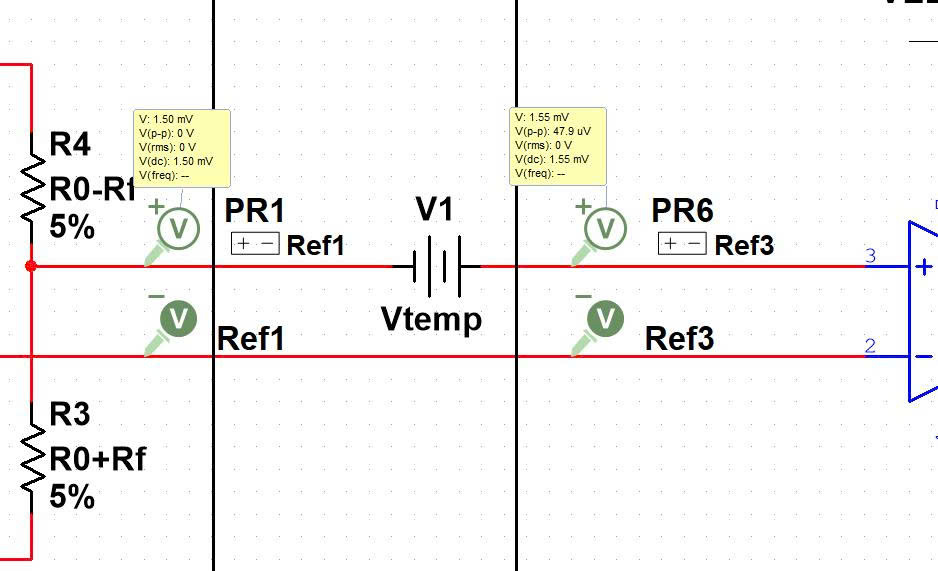 V: 1.50 mV
V(p-p): 0 V
V(rms): 0 V
V(dc): 1.50 mV
V(freq): --
V: 1.55 mV
V(p-p): 47.9 uV
V(rms): 0 V
V(dc): 1.55 mV
V(freq): --
R4
R0-Rf
5%
+
V
PR1
+ −
Ref1
V1
Vtemp
+
V
PR6
+ −
Ref3
3
+
−
V
Ref1
−
V
Ref3
2
−
R3
R0+Rf
5%